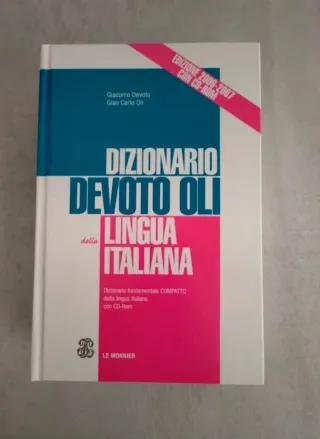 EDIZIONE 2006-2007
CON CD-ROM
Giacomo Devoto
Gian Carlo Oli
DIZIONARIO
DEVOTO OLI
della LINGUA
ITALIANA
Dizionario fondamentale COMPATTO
della lingua italiana
con CD-Rom
LE MONNIER